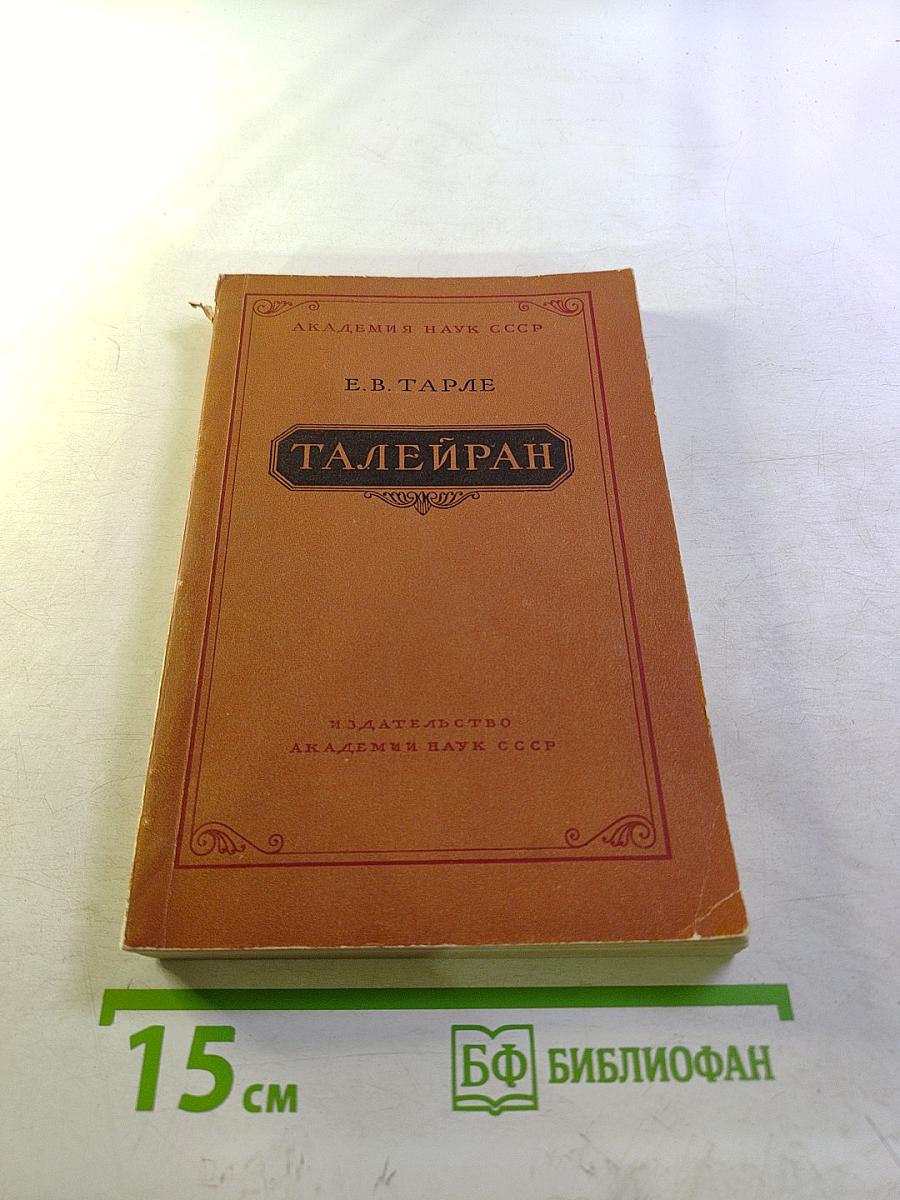 АКАДЕМИЯ НАУК СССР
Е. В. ТАРЛЕ
ТАЛЕЙРАН
ИЗДАТЕЛЬСТВО
АКАДЕМИИ НАУК СССР
15 см
БФ БИБЛИОФАН